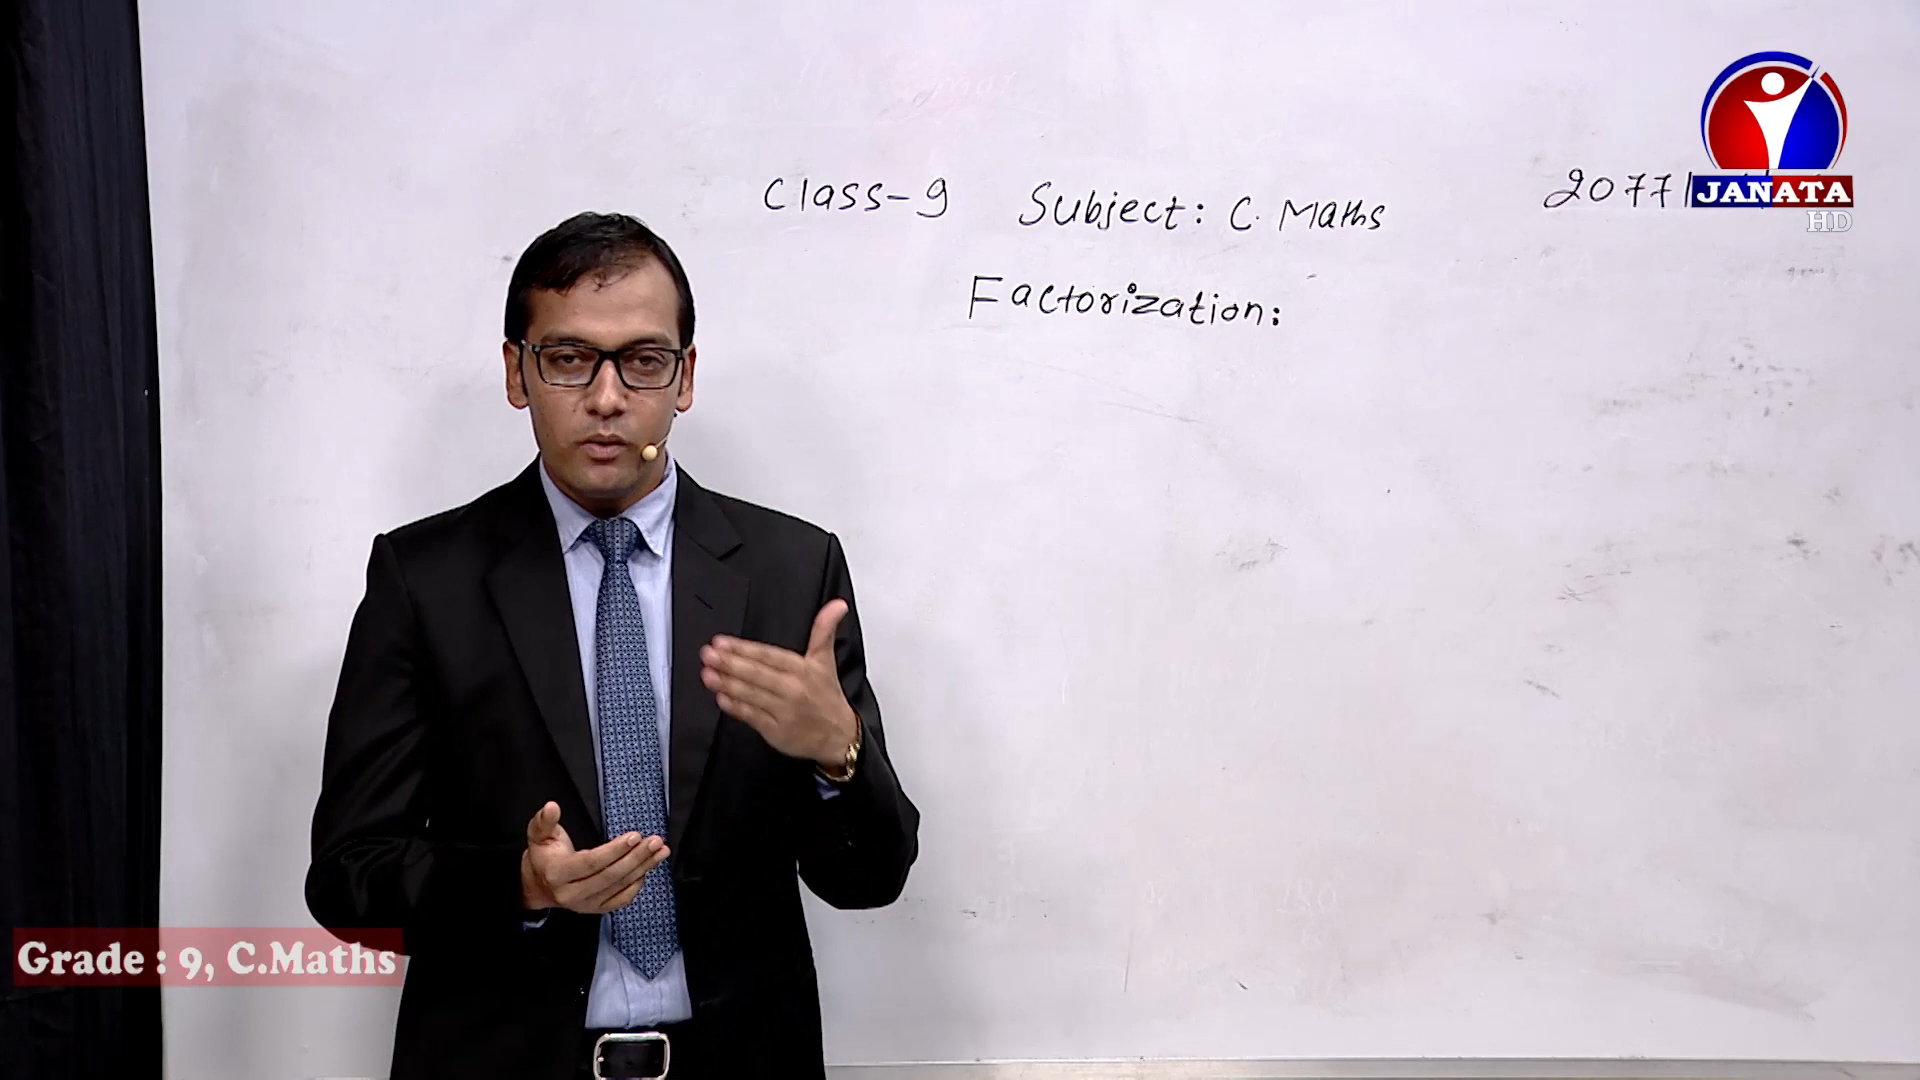 Class-9 Subject: C. Maths 2077/
Factorization:
JANATA
HD
Grade : 9, C.Maths